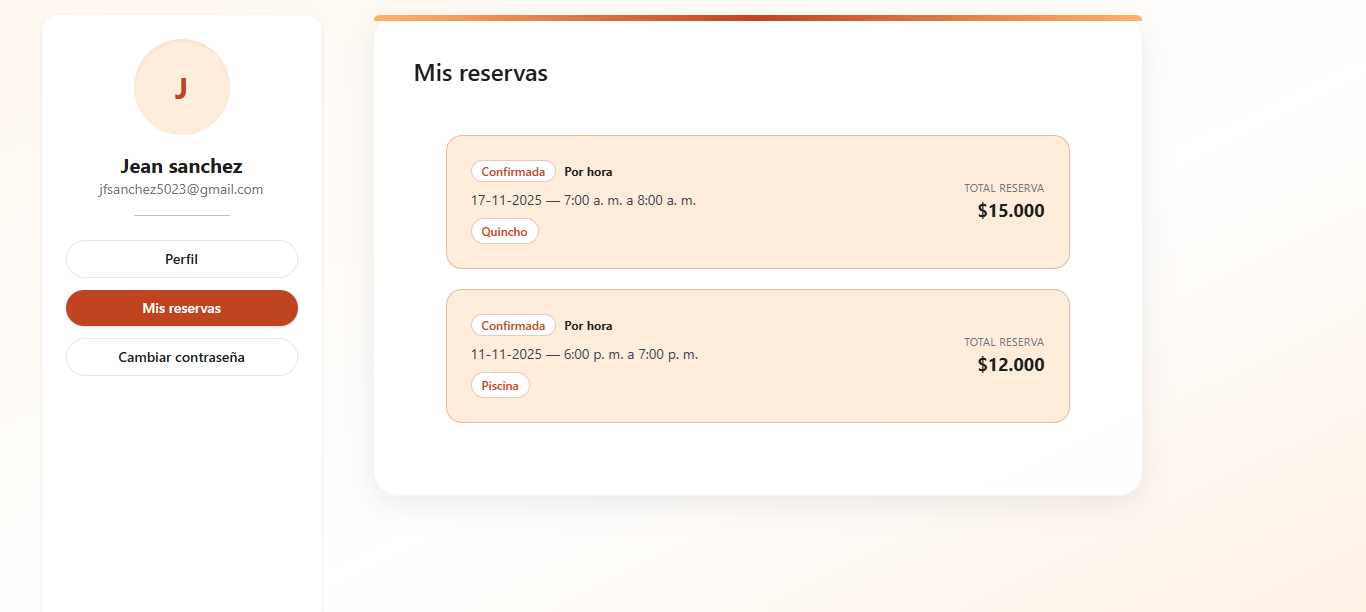 J
Jean sanchez
jfsanchez5023@gmail.com
Perfil
Mis reservas
Cambiar contraseña
Mis reservas
Confirmada Por hora
17-11-2025 — 7:00 a. m. a 8:00 a. m.
Quincho
TOTAL RESERVA
$15.000
Confirmada Por hora
11-11-2025 — 6:00 p. m. a 7:00 p. m.
Piscina
TOTAL RESERVA
$12.000